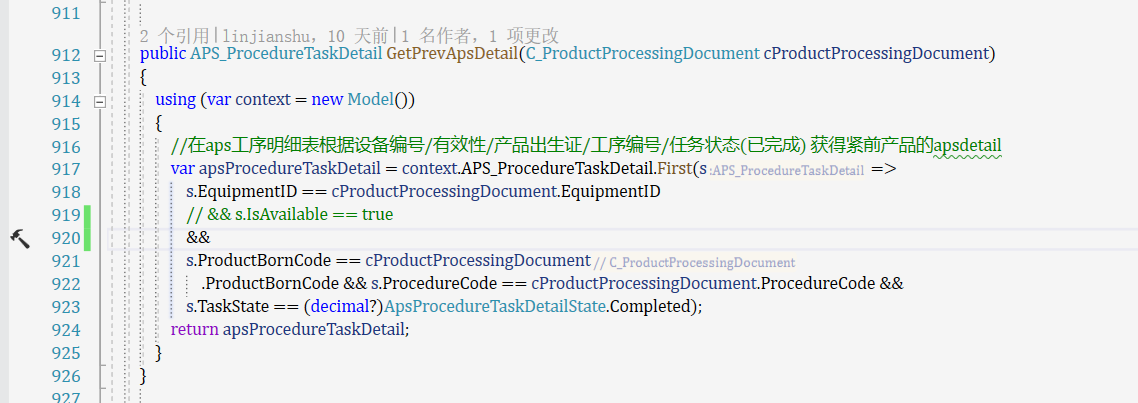 911
2 个引用|linjianshu，10 天前|1 名作者，1 项更改
912 public APS_ProcedureTaskDetail GetPrevApsDetail(C_ProductProcessingDocument cProductProcessingDocument)
913 {
914 using (var context = new Model())
915 {
916 //在aps工序明细表根据设备编号/有效性/产品出生证/工序编号/任务状态(已完成) 获得紧前产品的apsdetail
917 var apsProcedureTaskDetail = context.APS_ProcedureTaskDetail.First(s :APS_ProcedureTaskDetail =>
918 s.EquipmentID == cProductProcessingDocument.EquipmentID
919 // && s.IsAvailable == true
920 &&
921 s.ProductBornCode == cProductProcessingDocument // C_ProductProcessingDocument
922 .ProductBornCode && s.ProcedureCode == cProductProcessingDocument.ProcedureCode &&
923 s.TaskState == (decimal?)ApsProcedureTaskDetailState.Completed);
924 return apsProcedureTaskDetail;
925 }
926 }
927